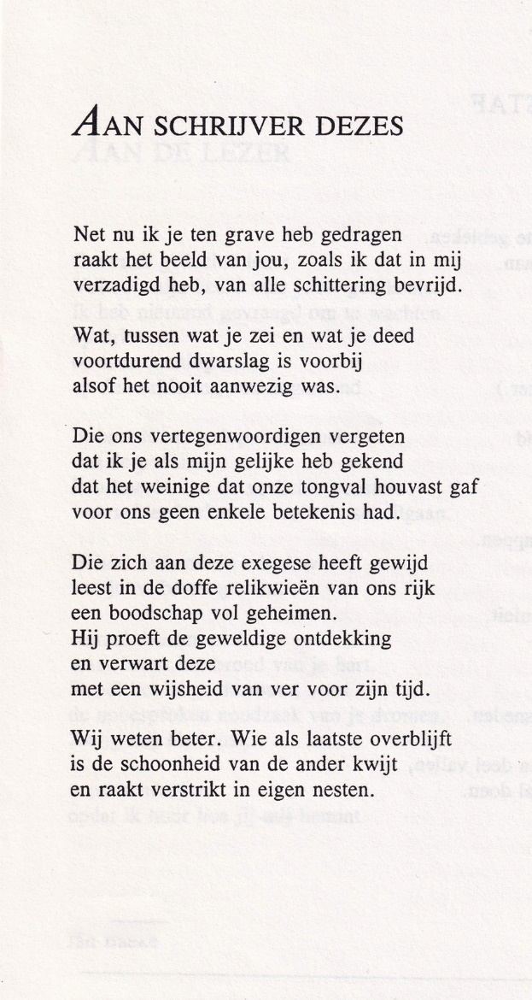 AAN SCHRIJVER DEZES
Net nu ik je ten grave heb gedragen
raakt het beeld van jou, zoals ik dat in mij
verzadigd heb, van alle schittering bevrijd.
Wat, tussen wat je zei en wat je deed
voortdurend dwarslag is voorbij
alsof het nooit aanwezig was.
Die ons vertegenwoordigen vergeten
dat ik je als mijn gelijke heb gekend
dat het weinige dat onze tongval houvast gaf
voor ons geen enkele betekenis had.
Die zich aan deze exegese heeft gewijd
leest in de doffe relikwieën van ons rijk
een boodschap vol geheimen.
Hij proeft de geweldige ontdekking
en verwart deze
met een wijsheid van ver voor zijn tijd.
Wij weten beter. Wie als laatste overblijft
is de schoonheid van de ander kwijt
en raakt verstrikt in eigen nesten.